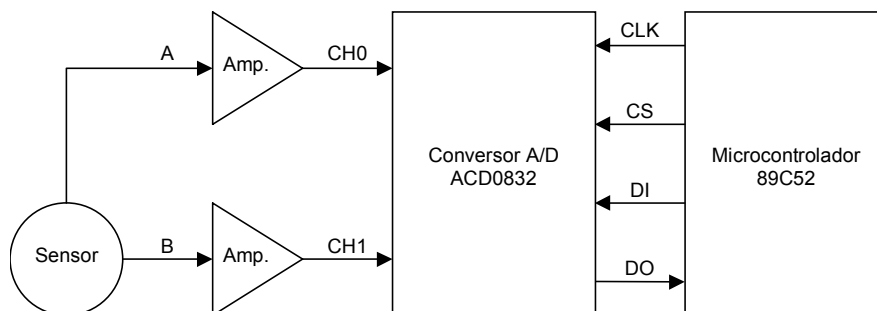 CLK
A
Amp.
CH0
CS
Conversor A/D
ACD0832
Microcontrolador
89C52
DI
Sensor
B
Amp.
CH1
DO